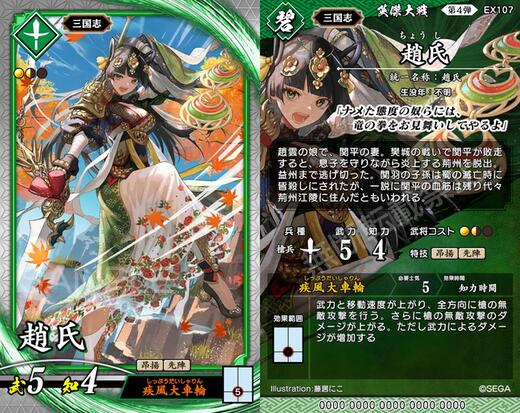 三国志
趙氏
武5 知4
昂揚 先陣
しっぷうだいしゃりん
疾風大車輪
5
碧
三国志
英傑大戦
第4弾
EX107
ちょうし
趙氏
統一名称:趙氏
生没年:不明
「ナメた態度の奴らには、
竜の拳をお見舞いしてやるよ」
趙雲の娘で、関平の妻。樊城の戦いで関平が敗走
すると、息子を守りながら炎上する荊州を脱出。
益州まで逃げ切った。関羽の子孫は蜀の滅亡時に
皆殺しにされたが、一説に関平の血筋は残り代々
荊州江陵に住んだともいわれる。
兵種 武力 知力 武将コスト
槍兵 5 4 特技 昂揚 先陣
しっぷうだいしゃりん 必要士気 効果時間
疾風大車輪 5 知力時間
効果範囲
武力と移動速度が上がり、全方向に槍の無
敵攻撃を行う。さらに槍の無敵攻撃のダ
メージが上がる。ただし武力によるダメージ
が増加する
Illustration:藤居にこ
©SEGA
0000 0000 0000 0000 0000